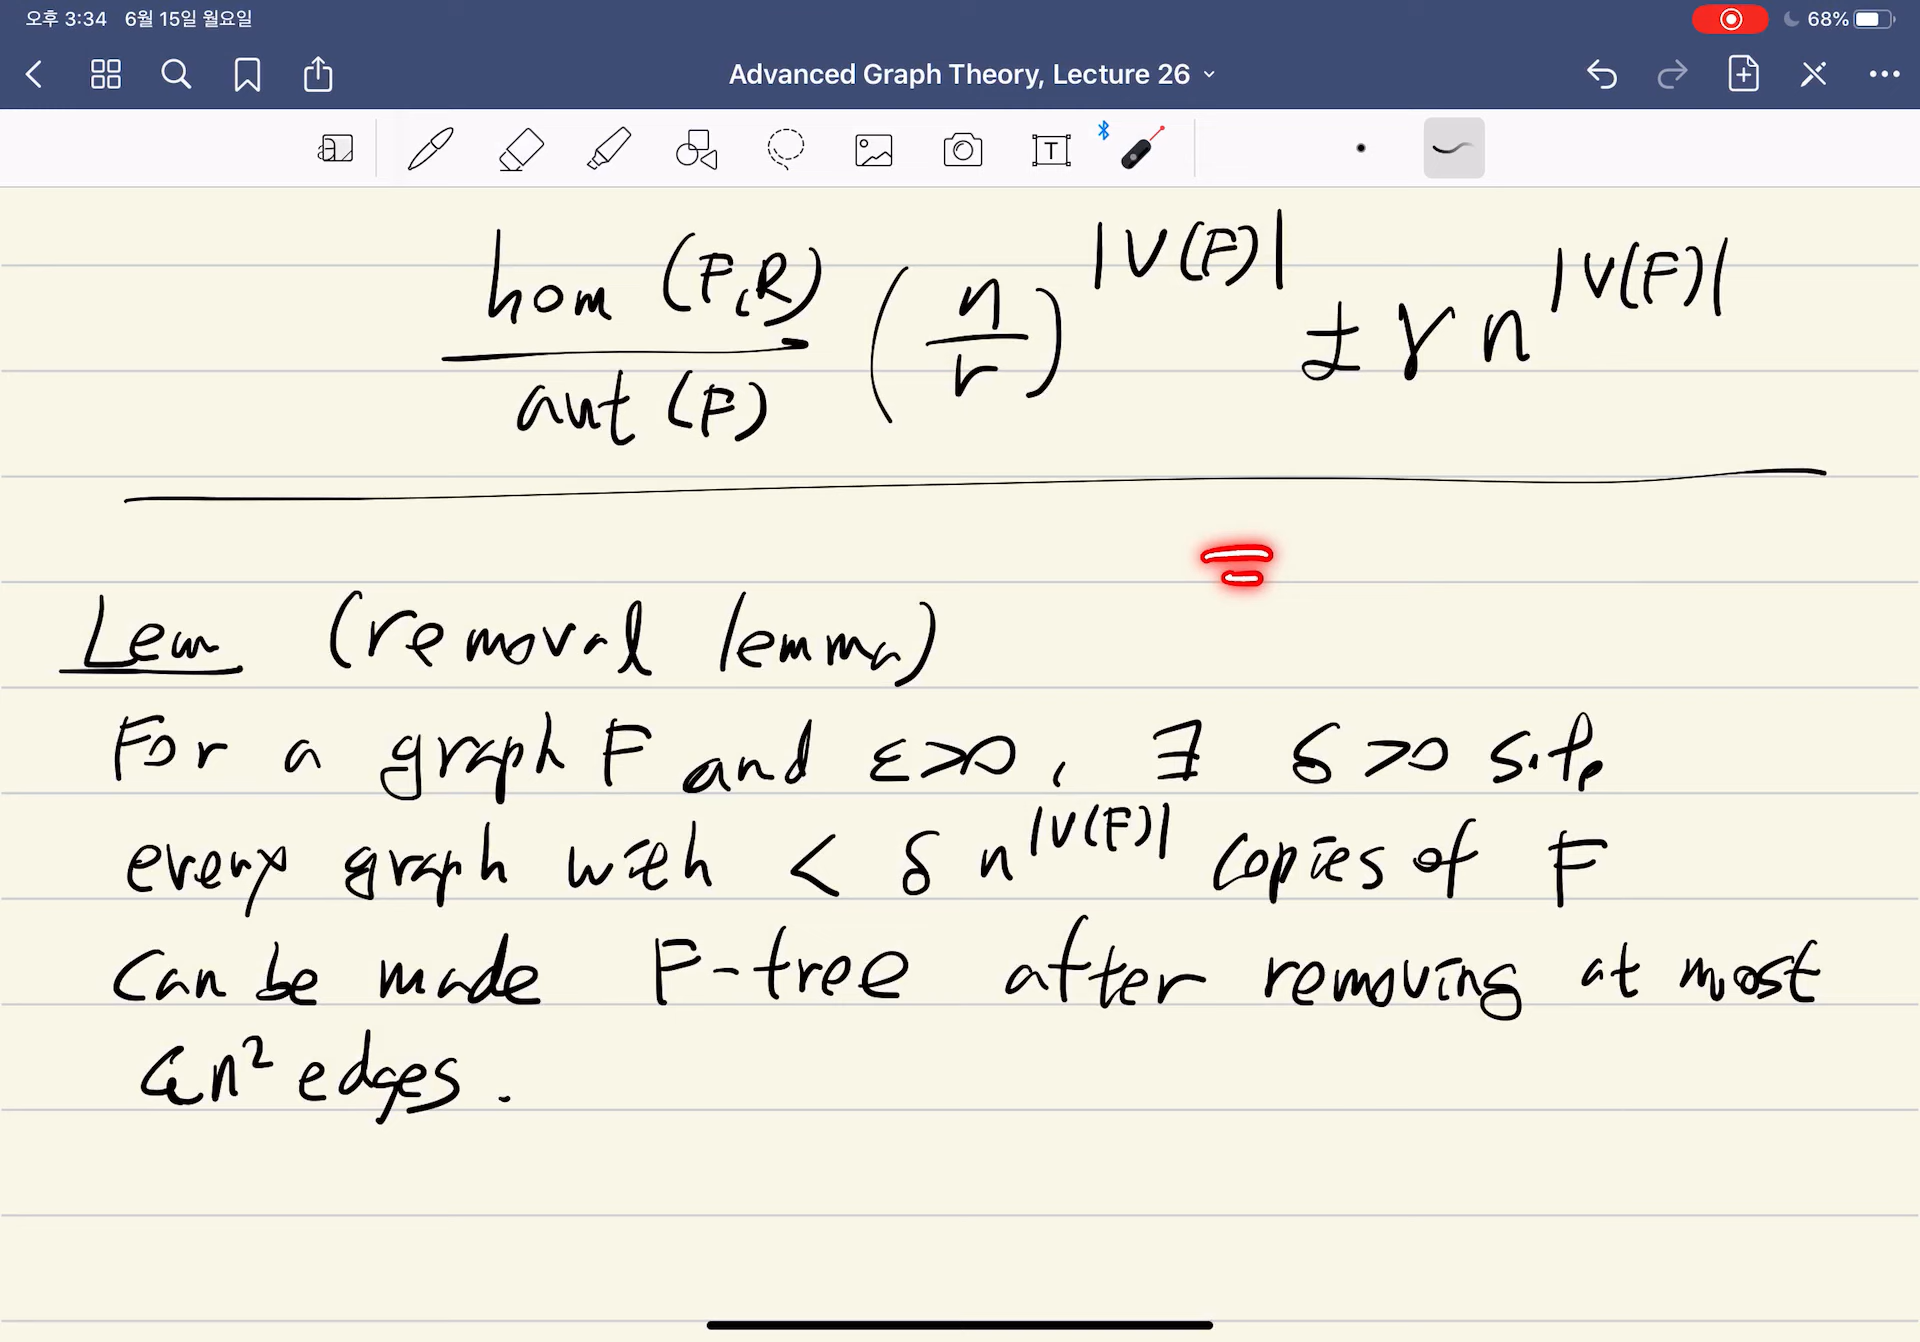 오후 3:34 6월 15일 월요일 68%
Advanced Graph Theory, Lecture 26
hom (F,R) / aut (F) (n/r)^|V(F)| ± γ n^|V(F)|
Lem (removal lemma)
For a graph F and ε>0, ∃ δ>0 s.t.
every graph with < δ n^|V(F)| copies of F
can be made F-free after removing at most
εn² edges.